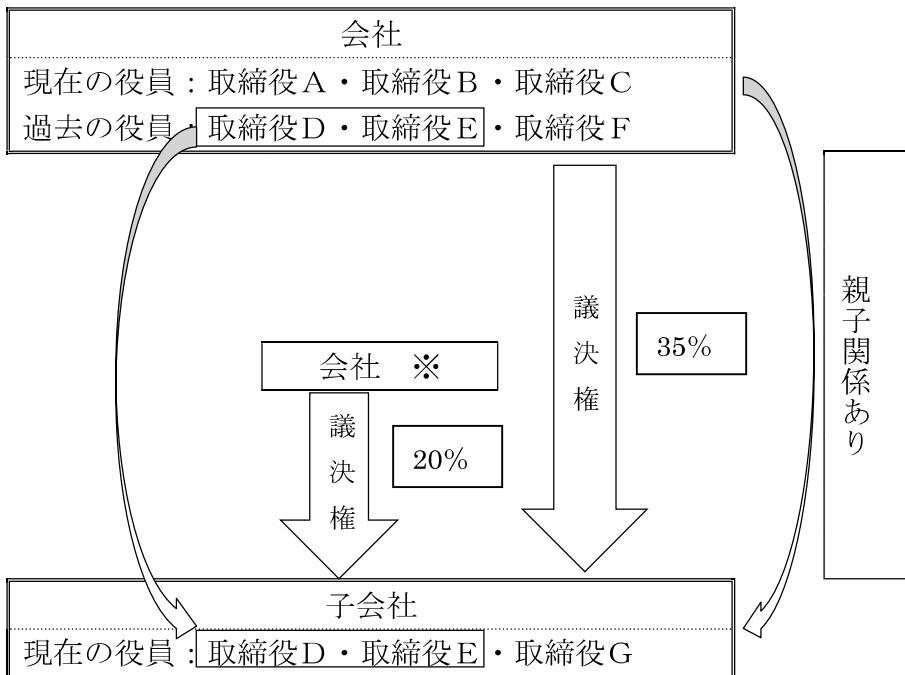 会社
現在の役員：取締役A・取締役B・取締役C
過去の役員：取締役D・取締役E・取締役F
議決権
35%
親子関係あり
会社 ※
議決権
20%
子会社
現在の役員：取締役D・取締役E・取締役G